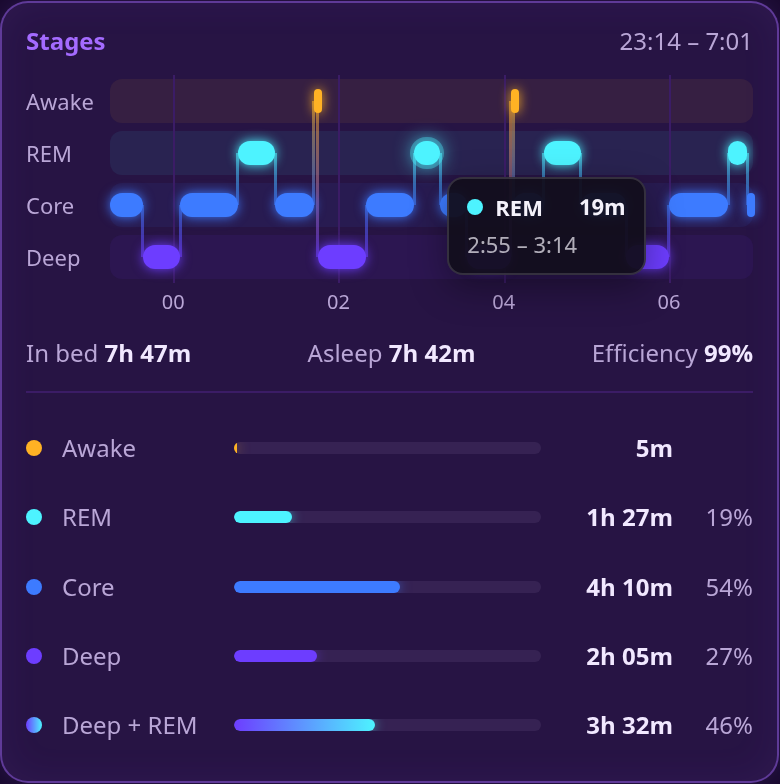 Stages 23:14 – 7:01
Awake
REM
Core
Deep
REM 19m
2:55 – 3:14
00 02 04 06
In bed 7h 47m Asleep 7h 42m Efficiency 99%
Awake 5m
REM 1h 27m 19%
Core 4h 10m 54%
Deep 2h 05m 27%
Deep + REM 3h 32m 46%